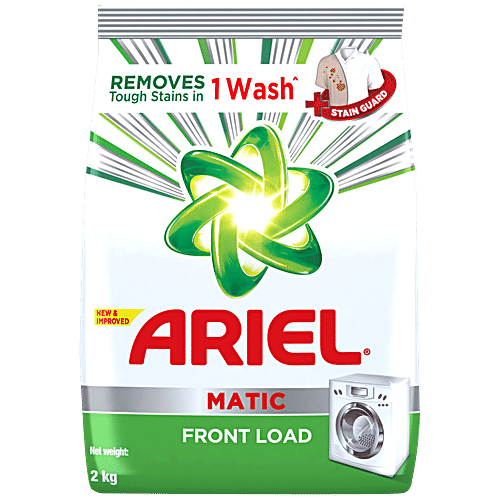 REMOVES
Tough Stains in
1 Wash^
STAIN GUARD
NEW &
IMPROVED
ARIEL®
MATIC
FRONT LOAD
Net weight:
2 kg